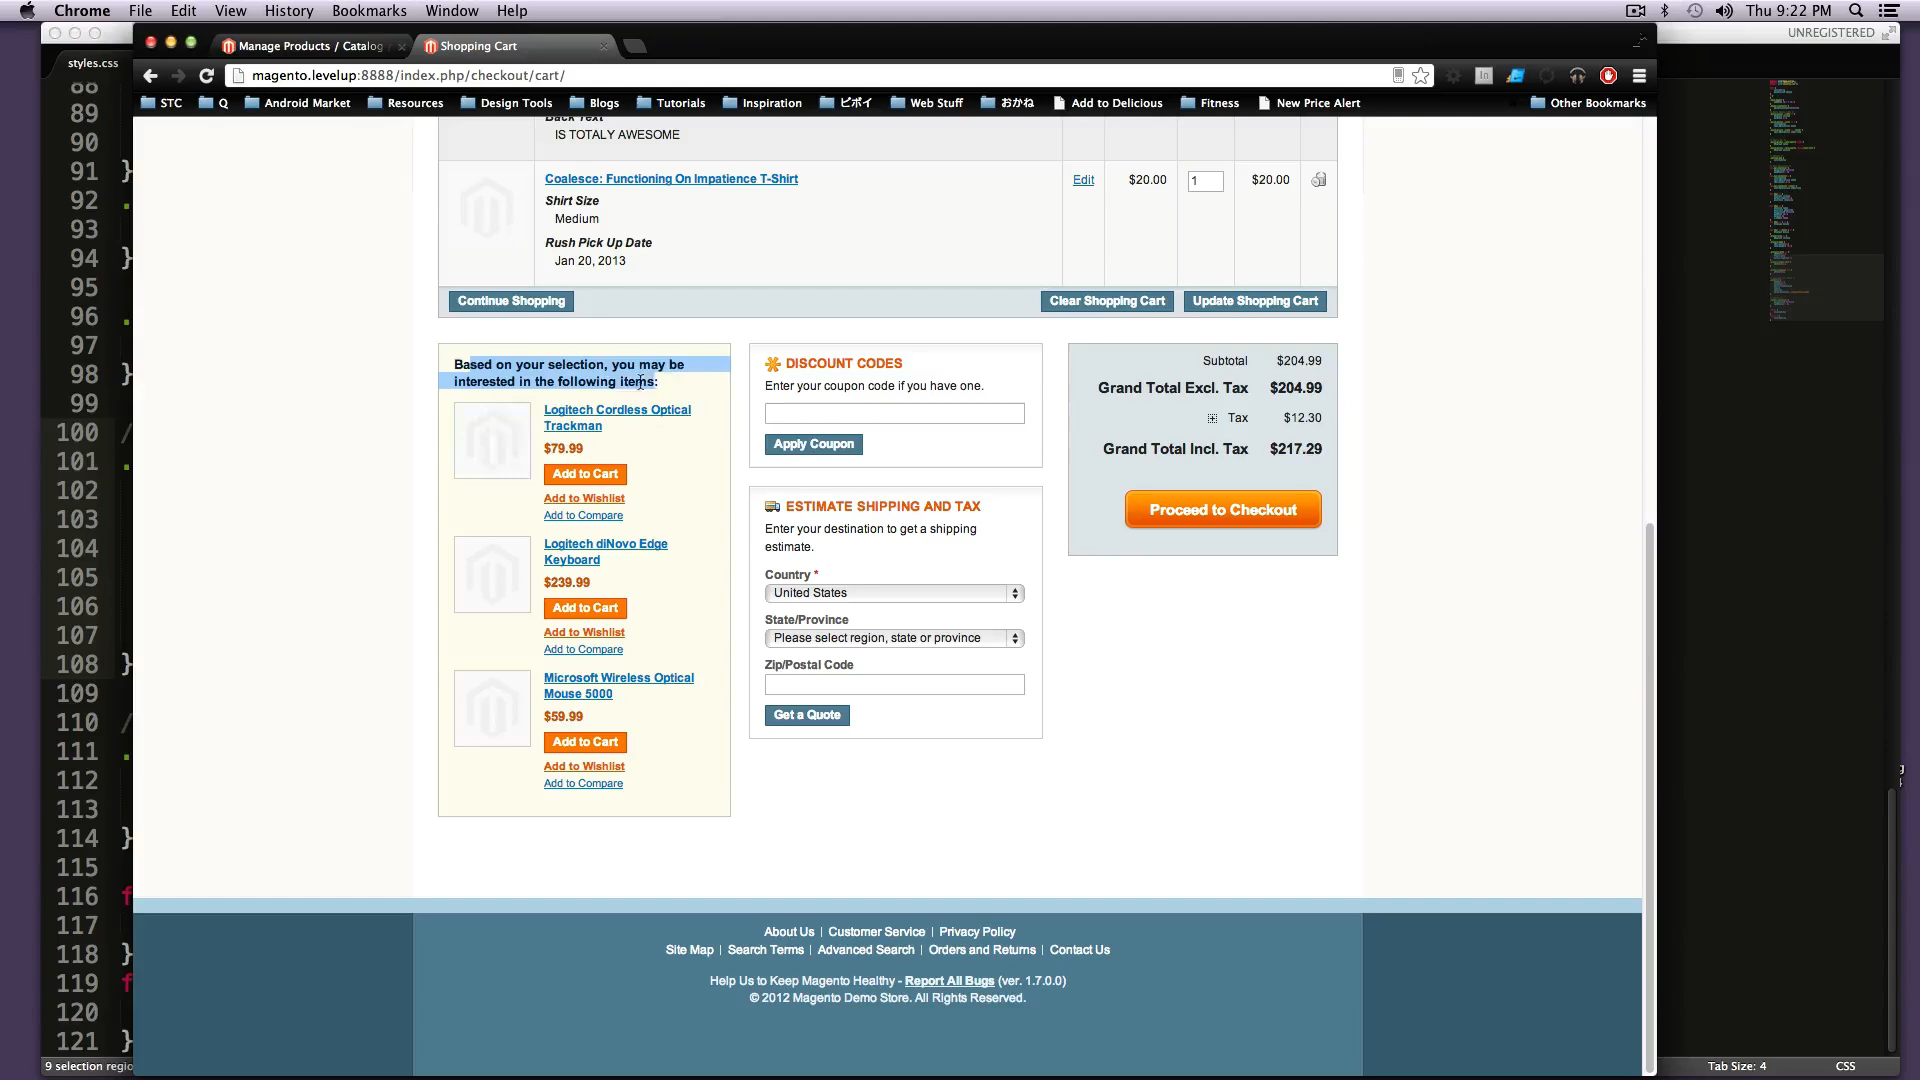 Chrome File Edit View History Bookmarks Window Help Thu 9:22 PM
UNREGISTERED
styles.css
Manage Products / Catalog
Shopping Cart
magento.levelup:8888/index.php/checkout/cart/
STC Q Android Market Resources Design Tools Blogs Tutorials Inspiration ピボイ Web Stuff おかね Add to Delicious Fitness New Price Alert Other Bookmarks
Back Text
IS TOTALY AWESOME
Coalesce: Functioning On Impatience T-Shirt Edit $20.00 1 $20.00
Shirt Size
Medium
Rush Pick Up Date
Jan 20, 2013
Continue Shopping Clear Shopping Cart Update Shopping Cart
Based on your selection, you may be
interested in the following items:
Logitech Cordless Optical
Trackman
$79.99
Add to Cart
Add to Wishlist
Add to Compare
Logitech diNovo Edge
Keyboard
$239.99
Add to Cart
Add to Wishlist
Add to Compare
Microsoft Wireless Optical
Mouse 5000
$59.99
Add to Cart
Add to Wishlist
Add to Compare
DISCOUNT CODES
Enter your coupon code if you have one.
Apply Coupon
ESTIMATE SHIPPING AND TAX
Enter your destination to get a shipping
estimate.
Country *
United States
State/Province
Please select region, state or province
Zip/Postal Code
Get a Quote
Subtotal $204.99
Grand Total Excl. Tax $204.99
Tax $12.30
Grand Total Incl. Tax $217.29
Proceed to Checkout
About Us | Customer Service | Privacy Policy
Site Map | Search Terms | Advanced Search | Orders and Returns | Contact Us
Help Us to Keep Magento Healthy - Report All Bugs (ver. 1.7.0.0)
© 2012 Magento Demo Store. All Rights Reserved.
88
89
90
91 }
92 .
93
94 }
95
96 .
97
98 }
99
100 /
101 .
102
103
104
105
106
107
108 }
109
110 /
111 .
112
113
114 }
115
116 f
117
118 }
119 f
120
121 }
9 selection regio
Tab Size: 4 CSS